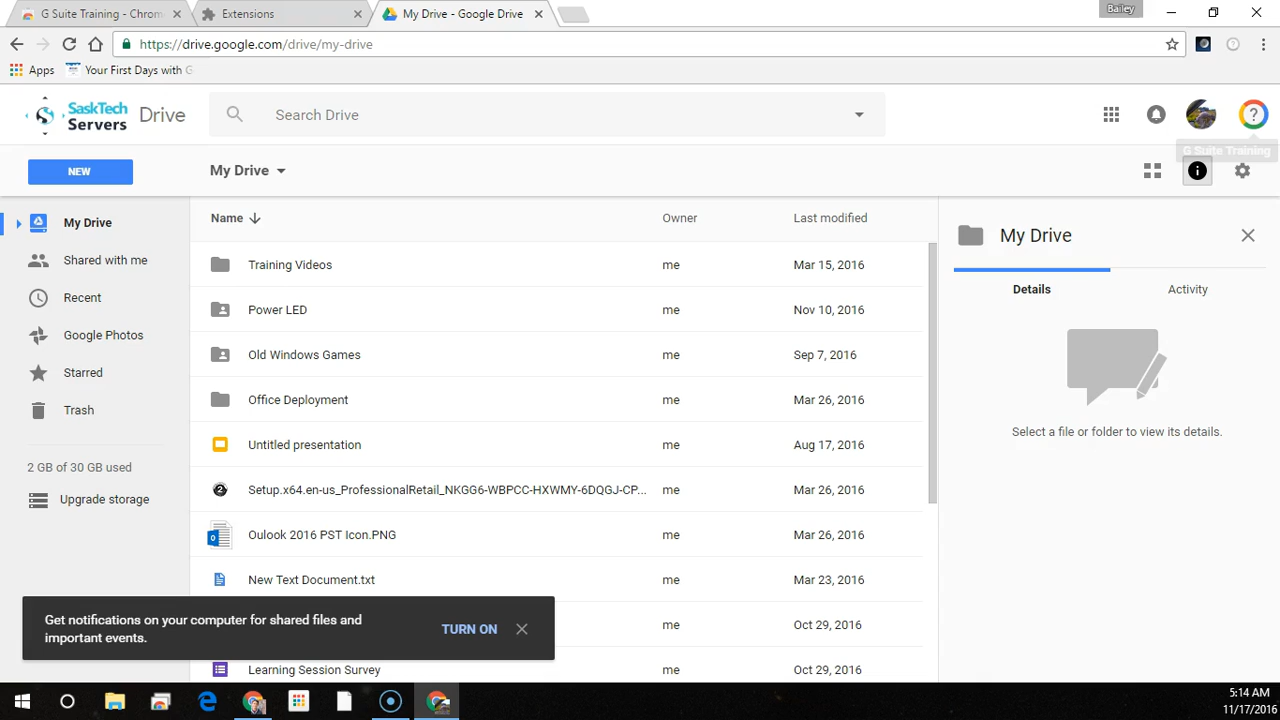 G Suite Training - Chrom
Extensions
My Drive - Google Drive
Bailey
https://drive.google.com/drive/my-drive
Apps
Your First Days with G
SaskTech
Servers
Drive
Search Drive
?
G Suite Training
NEW
My Drive
My Drive
Shared with me
Recent
Google Photos
Starred
Trash
2 GB of 30 GB used
Upgrade storage
Name Owner Last modified
Training Videos me Mar 15, 2016
Power LED me Nov 10, 2016
Old Windows Games me Sep 7, 2016
Office Deployment me Mar 26, 2016
Untitled presentation me Aug 17, 2016
Setup.x64.en-us_ProfessionalRetail_NKGG6-WBPCC-HXWMY-6DQGJ-CP... me Mar 26, 2016
Oulook 2016 PST Icon.PNG me Mar 26, 2016
New Text Document.txt me Mar 23, 2016
me Oct 29, 2016
Learning Session Survey me Oct 29, 2016
My Drive
Details Activity
Select a file or folder to view its details.
Get notifications on your computer for shared files and
important events.
TURN ON
5:14 AM
11/17/2016